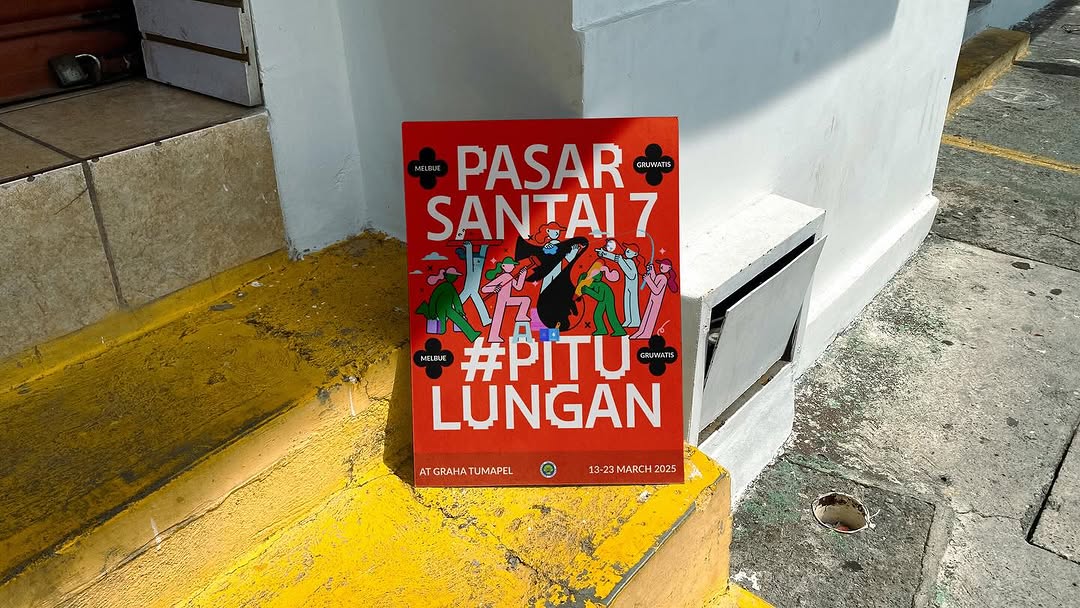 PASAR
SANTAI 7
MELBUE
GRUWATIS
#PITU
LUNGAN
MELBUE
GRUWATIS
AT GRAHA TUMAPEL
13-23 MARCH 2025